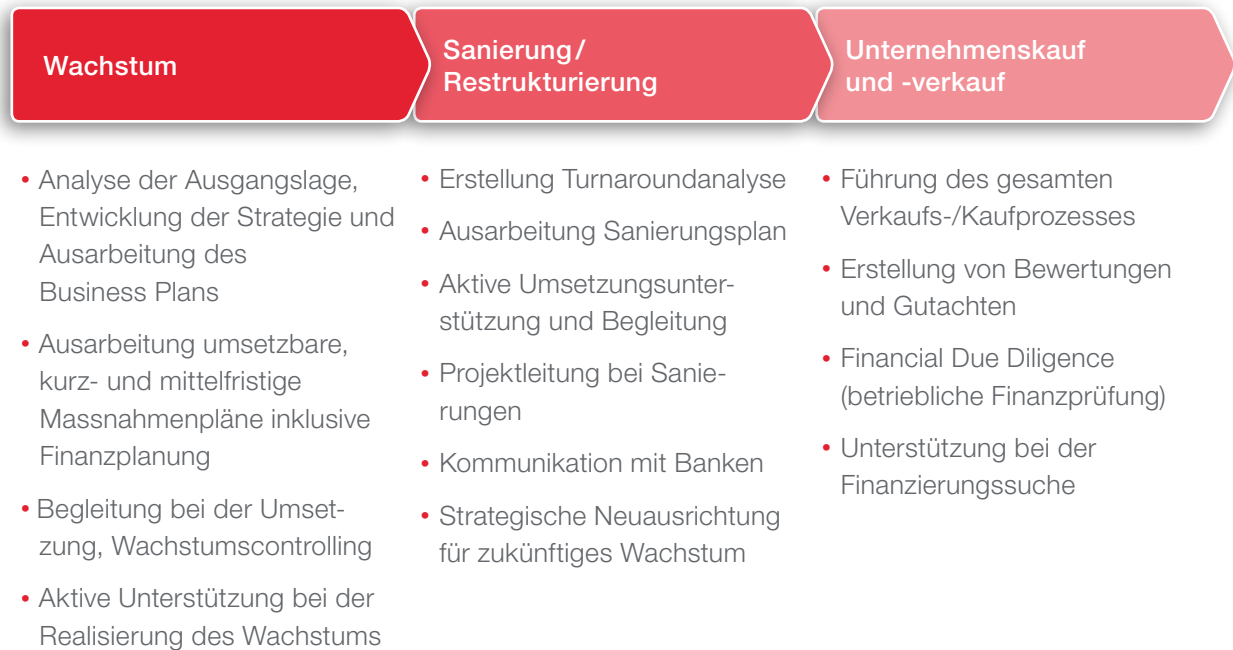 Wachstum
Sanierung/
Restrukturierung
Unternehmenskauf
und -verkauf
• Analyse der Ausgangslage,
Entwicklung der Strategie und
Ausarbeitung des
Business Plans
• Ausarbeitung umsetzbare,
kurz- und mittelfristige
Massnahmenpläne inklusive
Finanzplanung
• Begleitung bei der Umset-
zung, Wachstumscontrolling
• Aktive Unterstützung bei der
Realisierung des Wachstums
• Erstellung Turnaroundanalyse
• Ausarbeitung Sanierungsplan
• Aktive Umsetzungsunter-
stützung und Begleitung
• Projektleitung bei Sanie-
rungen
• Kommunikation mit Banken
• Strategische Neuausrichtung
für zukünftiges Wachstum
• Führung des gesamten
Verkaufs-/Kaufprozesses
• Erstellung von Bewertungen
und Gutachten
• Financial Due Diligence
(betriebliche Finanzprüfung)
• Unterstützung bei der
Finanzierungssuche